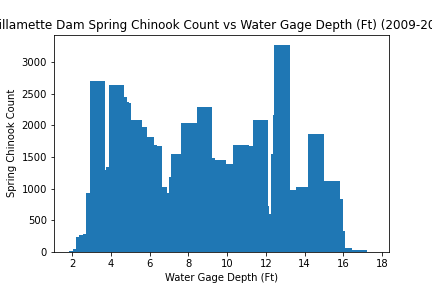 illamette Dam Spring Chinook Count vs Water Gage Depth (Ft) (2009-20
3000
2500
2000
1500
1000
500
0
Spring Chinook Count
2 4 6 8 10 12 14 16 18
Water Gage Depth (Ft)